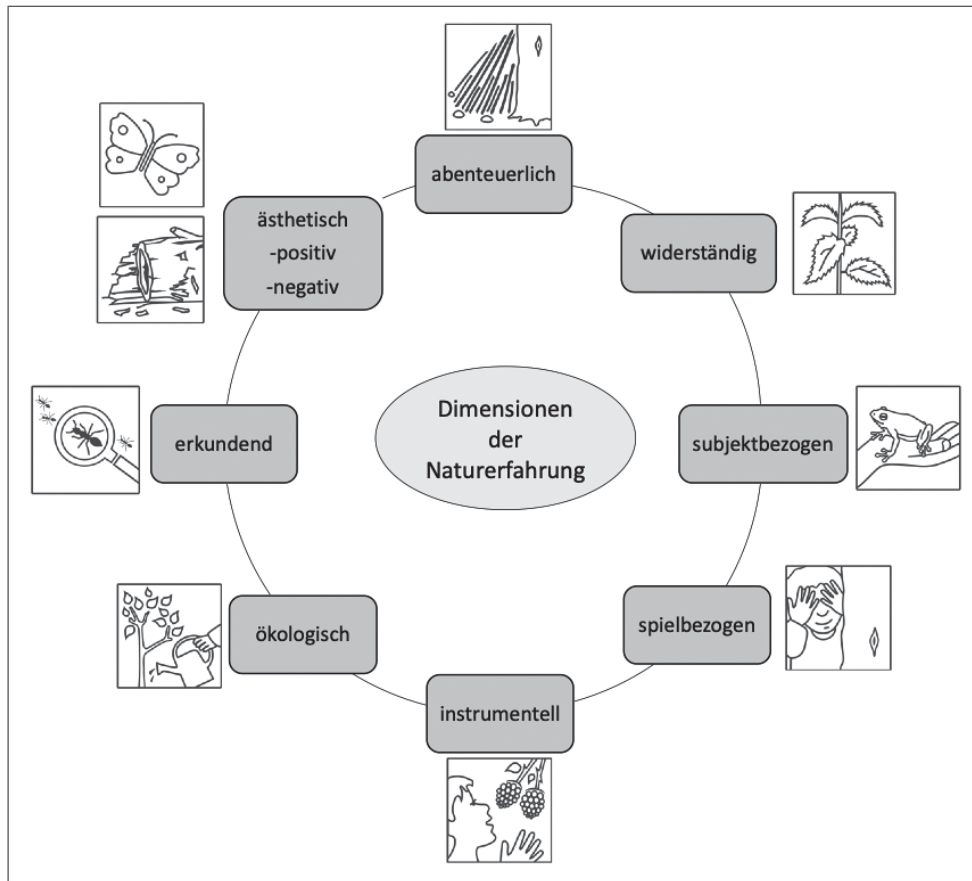 abenteuerlich
ästhetisch
-positiv
-negativ
widerständig
Dimensionen
der
Naturerfahrung
erkundend
subjektbezogen
ökologisch
spielbezogen
instrumentell